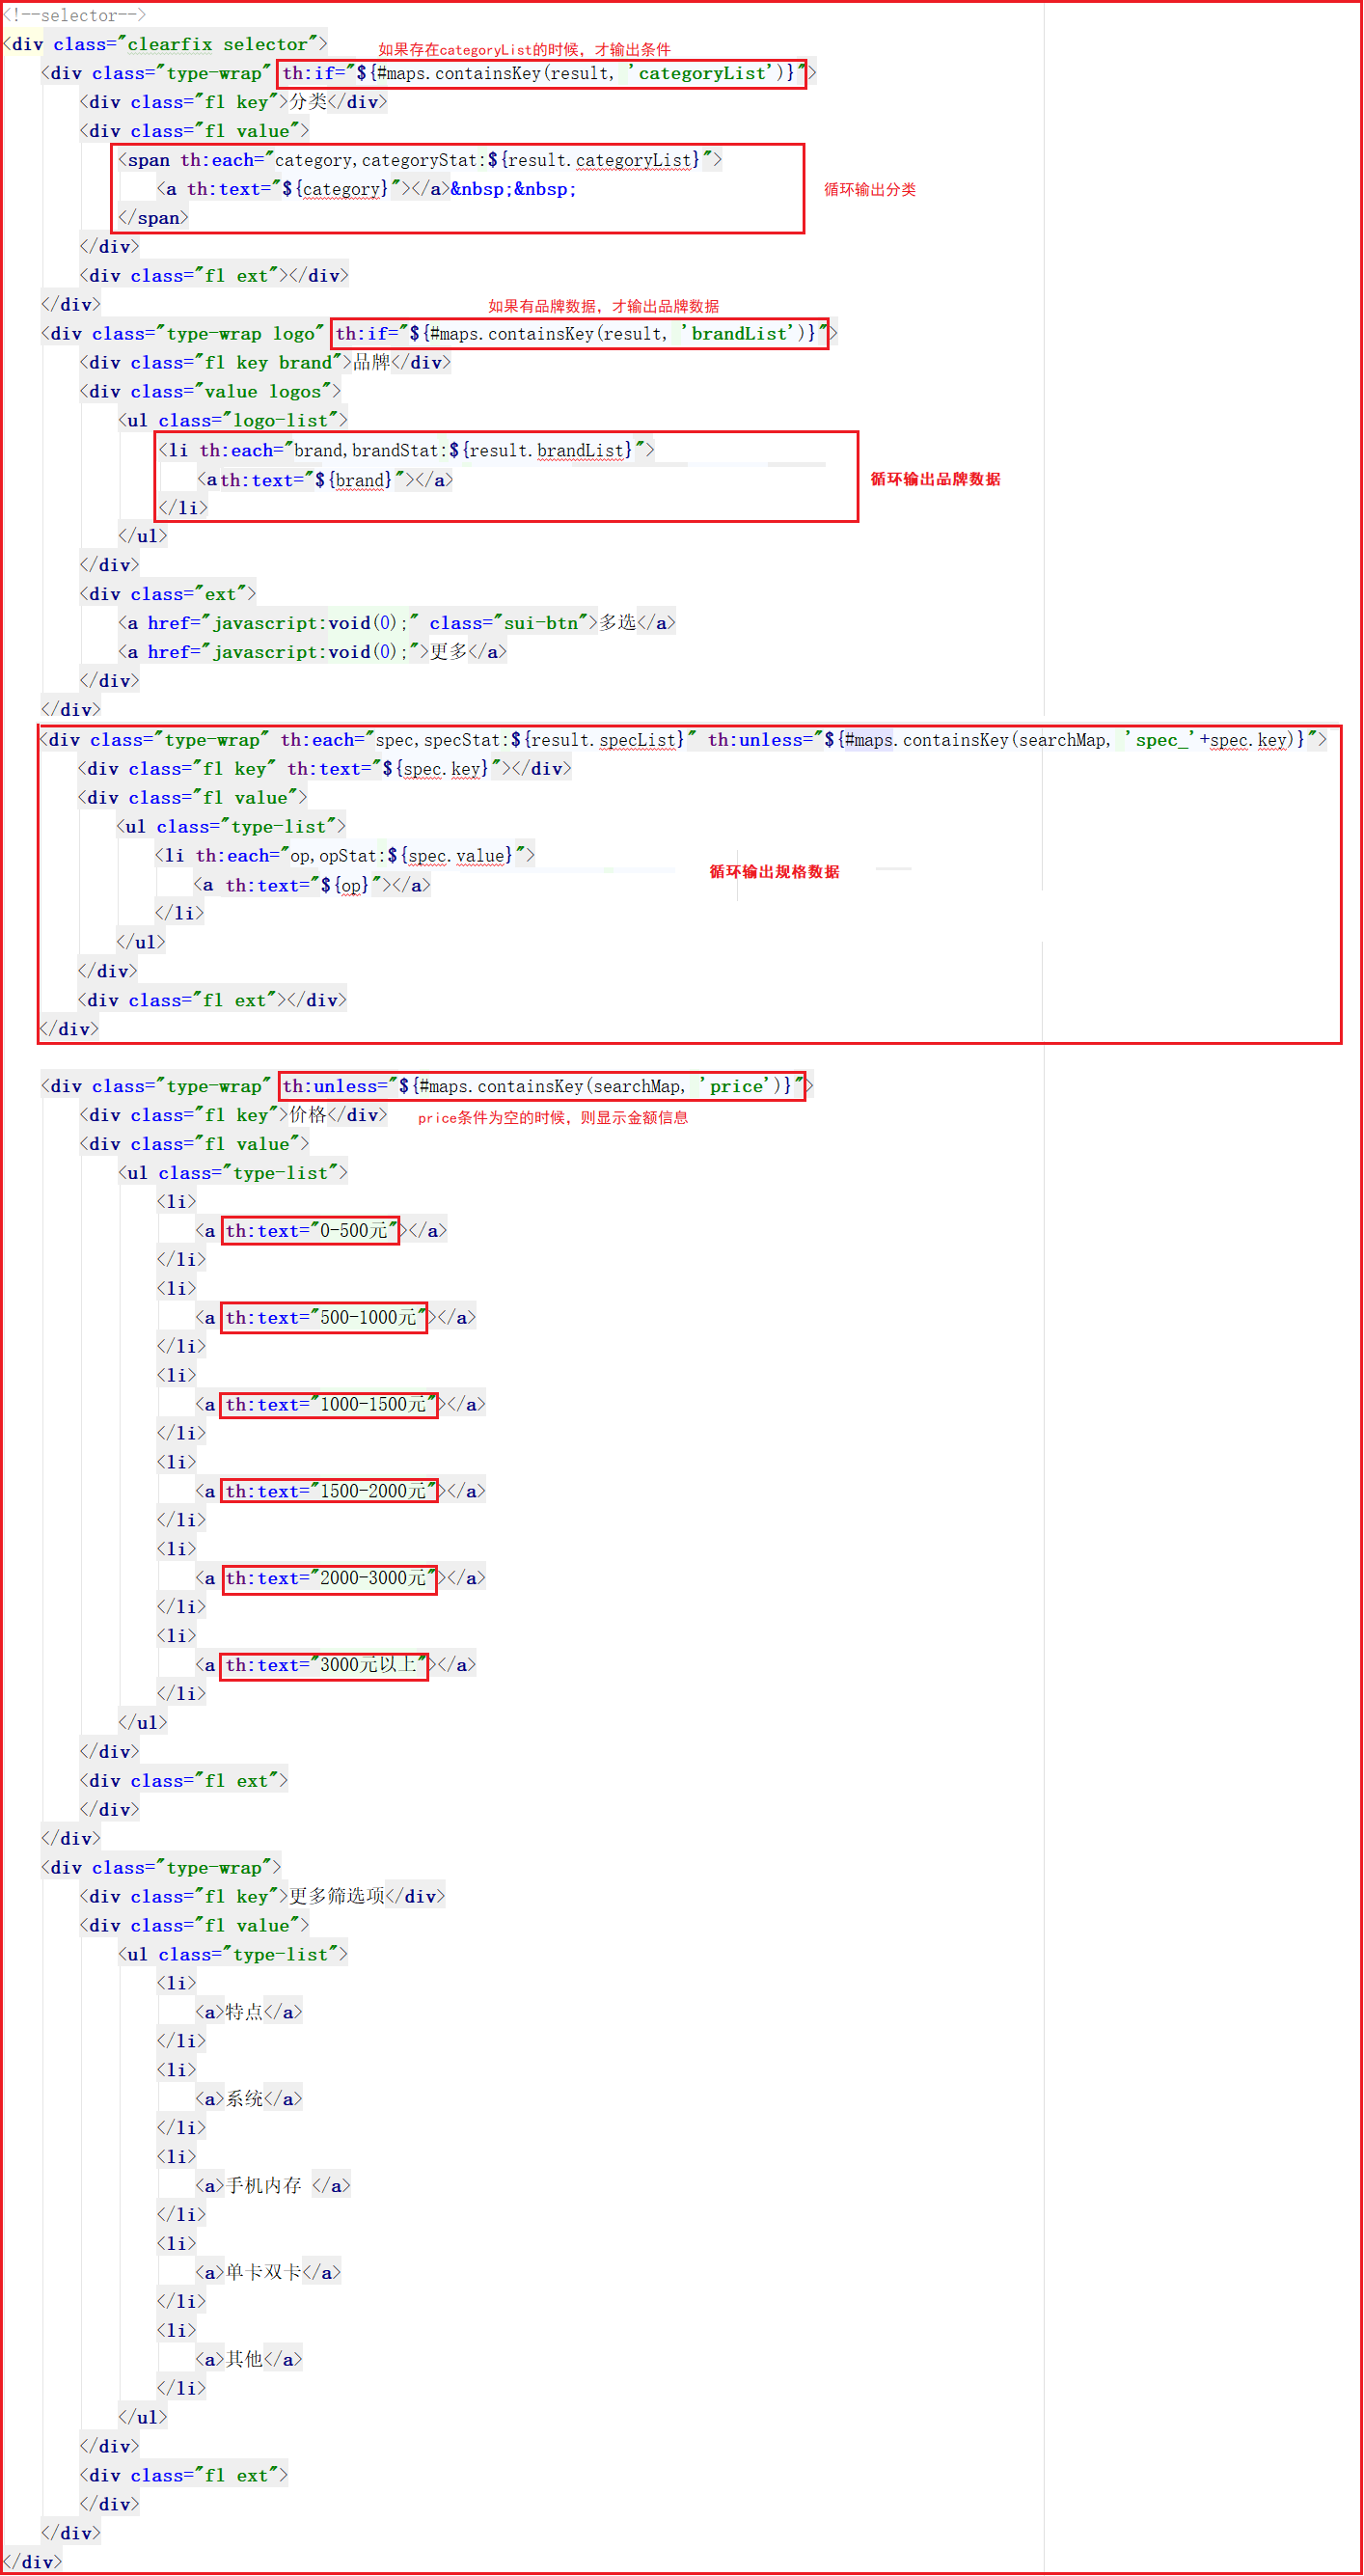 <!--selector-->
<div class="clearfix selector">
如果存在categoryList的时候，才输出条件
<div class="type-wrap" th:if="${#maps.containsKey(result, 'categoryList')}">
<div class="fl key">分类</div>
<div class="fl value">
<span th:each="category,categoryStat:${result.categoryList}">
<a th:text="${category}"></a>&nbsp;&nbsp;
循环输出分类
</span>
</div>
<div class="fl ext"></div>
</div>
如果有品牌数据，才输出品牌数据
<div class="type-wrap logo" th:if="${#maps.containsKey(result, 'brandList')}">
<div class="fl key brand">品牌</div>
<div class="value logos">
<ul class="logo-list">
<li th:each="brand,brandStat:${result.brandList}">
<a th:text="${brand}"></a>
循环输出品牌数据
</li>
</ul>
</div>
<div class="ext">
<a href="javascript:void(0);" class="sui-btn">多选</a>
<a href="javascript:void(0);">更多</a>
</div>
</div>
<div class="type-wrap" th:each="spec,specStat:${result.specList}" th:unless="${#maps.containsKey(searchMap, 'spec_'+spec.key)}">
<div class="fl key" th:text="${spec.key}"></div>
<div class="fl value">
<ul class="type-list">
<li th:each="op,opStat:${spec.value}">
循环输出规格数据
<a th:text="${op}"></a>
</li>
</ul>
</div>
<div class="fl ext"></div>
</div>
<div class="type-wrap" th:unless="${#maps.containsKey(searchMap, 'price')}">
<div class="fl key">价格</div>
price条件为空的时候，则显示金额信息
<div class="fl value">
<ul class="type-list">
<li>
<a th:text="0-500元"></a>
</li>
<li>
<a th:text="500-1000元"></a>
</li>
<li>
<a th:text="1000-1500元"></a>
</li>
<li>
<a th:text="1500-2000元"></a>
</li>
<li>
<a th:text="2000-3000元"></a>
</li>
<li>
<a th:text="3000元以上"></a>
</li>
</ul>
</div>
<div class="fl ext">
</div>
</div>
<div class="type-wrap">
<div class="fl key">更多筛选项</div>
<div class="fl value">
<ul class="type-list">
<li>
<a>特点</a>
</li>
<li>
<a>系统</a>
</li>
<li>
<a>手机内存 </a>
</li>
<li>
<a>单卡双卡</a>
</li>
<li>
<a>其他</a>
</li>
</ul>
</div>
<div class="fl ext">
</div>
</div>
</div>